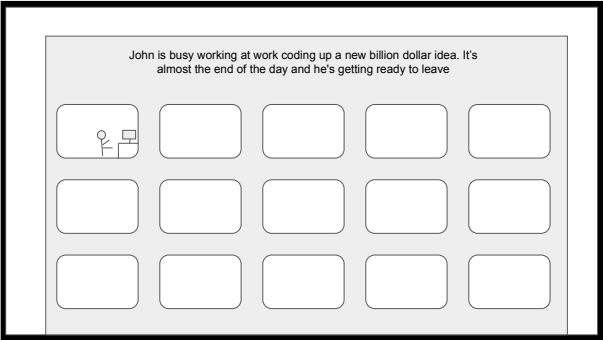 John is busy working at work coding up a new billion dollar idea. It's
almost the end of the day and he's getting ready to leave